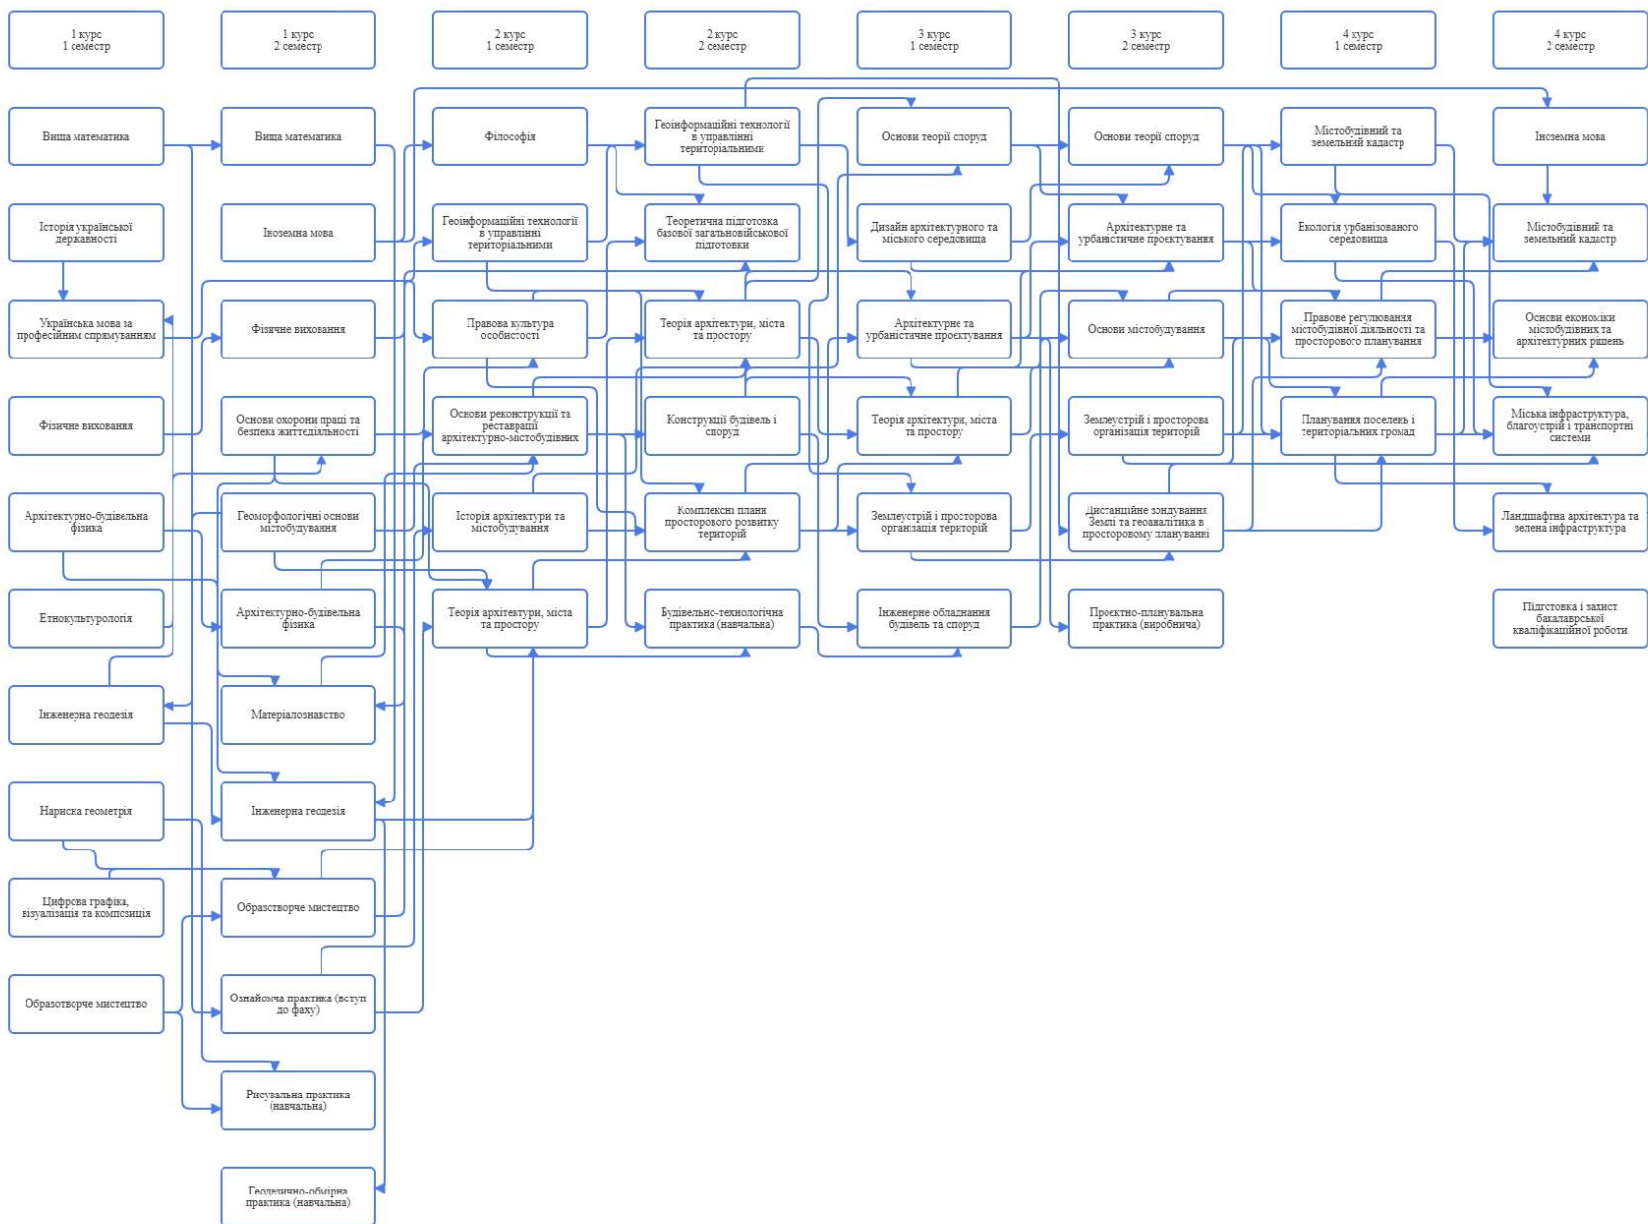 1 курс
1 семестр
1 курс
2 семестр
2 курс
1 семестр
2 курс
2 семестр
3 курс
1 семестр
3 курс
2 семестр
4 курс
1 семестр
4 курс
2 семестр
Вища математика
Вища математика
Філософія
Геоінформаційні технології
в управлінні
територіальними
Основи теорії споруд
Основи теорії споруд
Містобудівний та
земельний кадастр
Іноземна мова
Історія української
державності
Іноземна мова
Геоінформаційні технології
в управлінні
територіальними
Теоретична підготовка
базової загальновійськової
підготовки
Дизайн архітектурного та
міського середовища
Архітектурне та
урбаністичне проєктування
Екологія урбанізованого
середовища
Містобудівний та
земельний кадастр
Українська мова за
професійним спрямуванням
Фізичне виховання
Правова культура
особистості
Теорія архітектури, міста
та простору
Архітектурне та
урбаністичне проєктування
Основи містобудування
Правове регулювання
містобудівної діяльності та
просторового планування
Основи економіки
містобудівних та
архітектурних рішень
Фізичне виховання
Основи охорони праці та
безпека життєдіяльності
Основи реконструкції та
реставрації
архітектурно-містобудівних
Конструкції будівель і
споруд
Теорія архітектури, міста
та простору
Землеустрій і просторова
організація територій
Планування поселень і
територіальних громад
Міська інфраструктура,
благоустрій і транспортні
системи
Архітектурно-будівельна
фізика
Геоморфологічні основи
містобудування
Історія архітектури та
містобудування
Комплексні плани
просторового розвитку
територій
Землеустрій і просторова
організація територій
Дистанційне зондування
Землі та геоаналітика в
просторовому плануванні
Ландшафтна архітектура та
зелена інфраструктура
Етнокультурологія
Архітектурно-будівельна
фізика
Теорія архітектури, міста
та простору
Будівельно-технологічна
практика (навчальна)
Інженерне обладнання
будівель та споруд
Проєктно-планувальна
практика (виробнича)
Підготовка і захист
бакалаврської
кваліфікаційної роботи
Інженерна геодезія
Матеріалознавство
Нарисна геометрія
Інженерна геодезія
Цифрова графіка,
візуалізація та композиція
Образотворче мистецтво
Образотворче мистецтво
Ознайомча практика (вступ
до фаху)
Рисувальна практика
(навчальна)
Геодезично-обмірна
практика (навчальна)